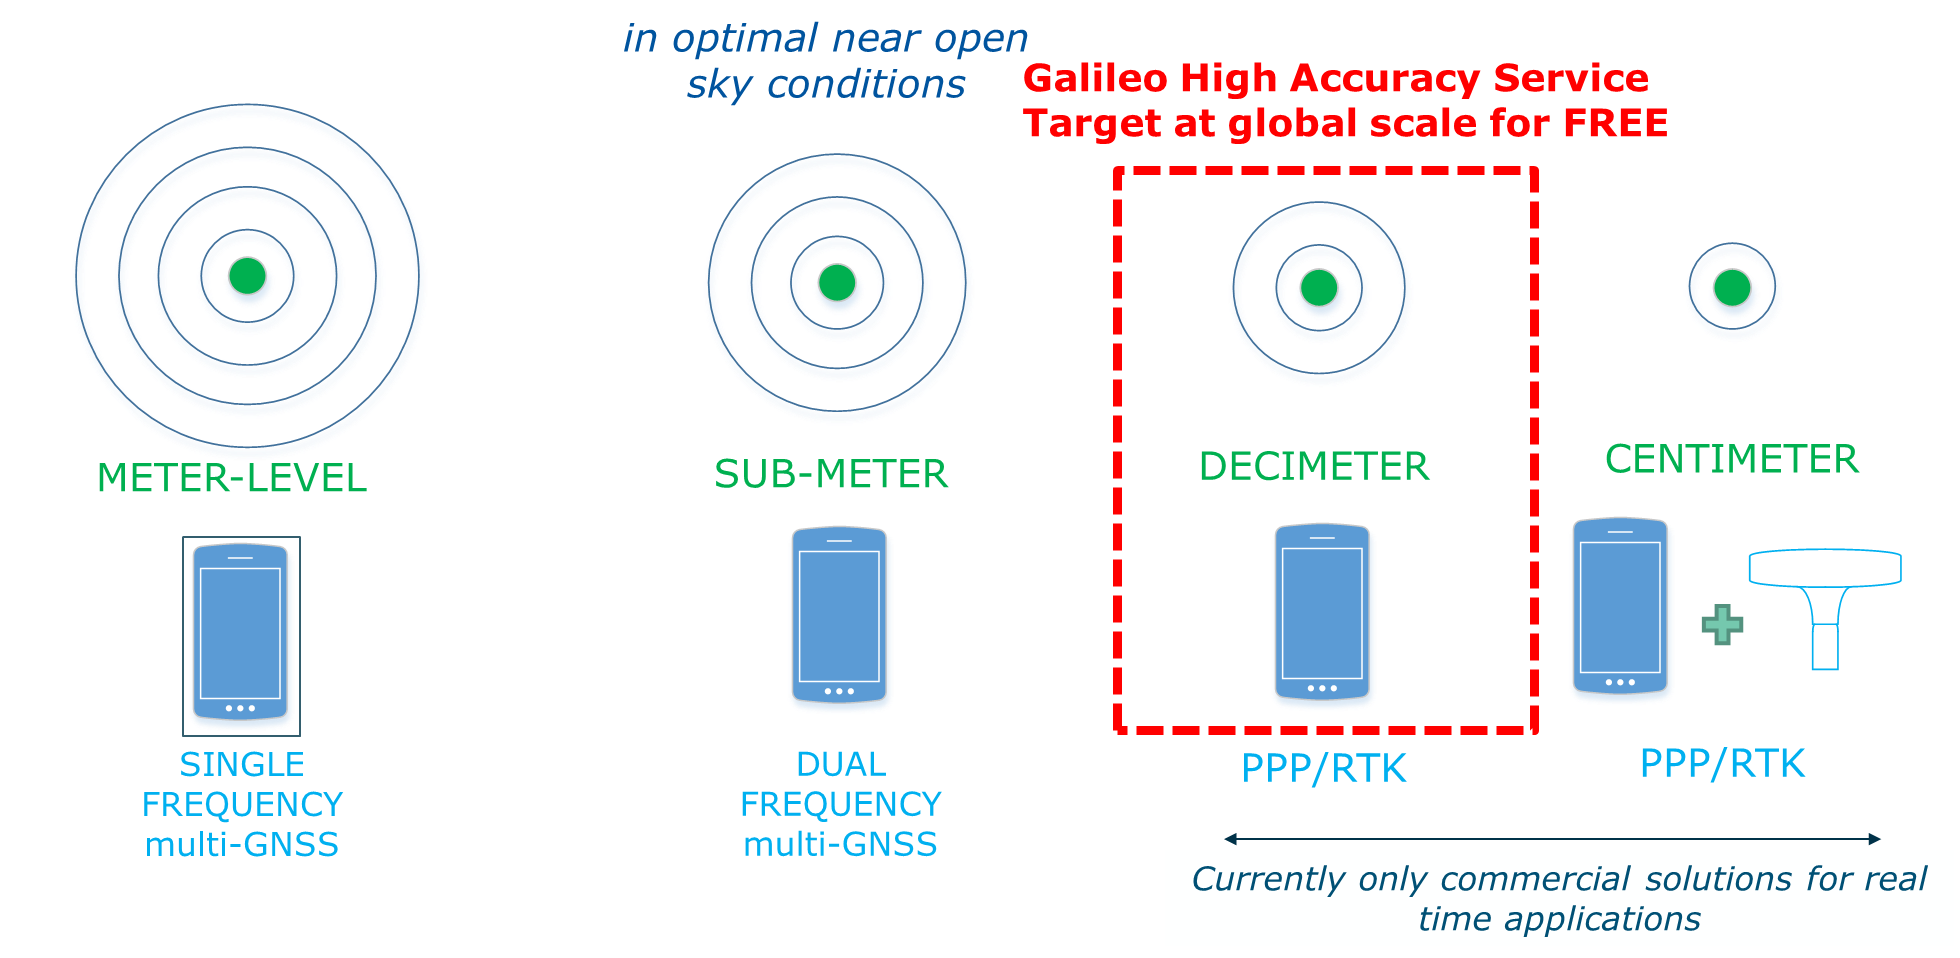 in optimal near open
sky conditions
Galileo High Accuracy Service
Target at global scale for FREE
METER-LEVEL
SUB-METER
DECIMETER
CENTIMETER
SINGLE
FREQUENCY
multi-GNSS
DUAL
FREQUENCY
multi-GNSS
PPP/RTK
PPP/RTK
Currently only commercial solutions for real
time applications